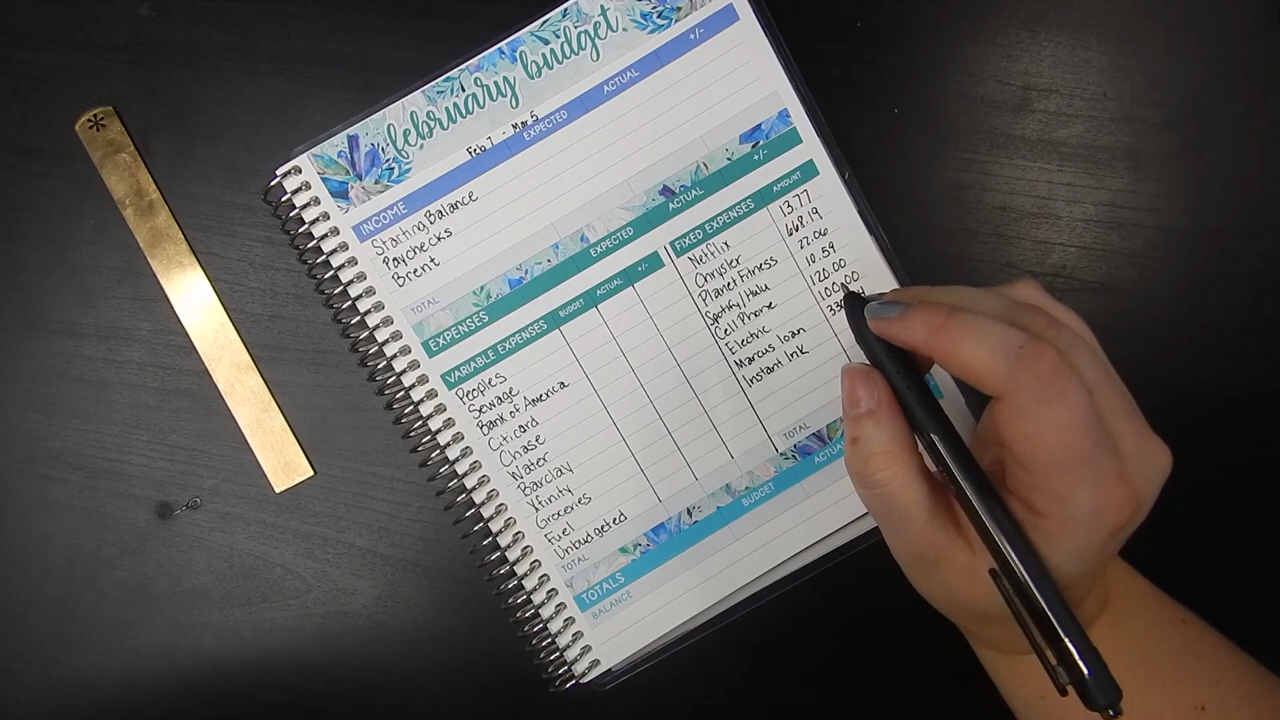 february budget
Feb 7 - Mar 5
INCOME EXPECTED ACTUAL +/-
Starting Balance
Paychecks
Brent
TOTAL
EXPENSES EXPECTED ACTUAL +/-
VARIABLE EXPENSES BUDGET ACTUAL +/-
Peoples
Sewage
Bank of America
Citicard
Chase
Water
Barclay
Xfinity
Groceries
Fuel
Unbudgeted
TOTAL
FIXED EXPENSES AMOUNT
Netflix 13.77
Chrysler 668.19
Planet Fitness 22.06
Spotify/Hulu 10.59
Cell Phone 120.00
Electric 100.00
Marcus loan
Instant Ink
TOTAL
TOTALS BUDGET
BALANCE